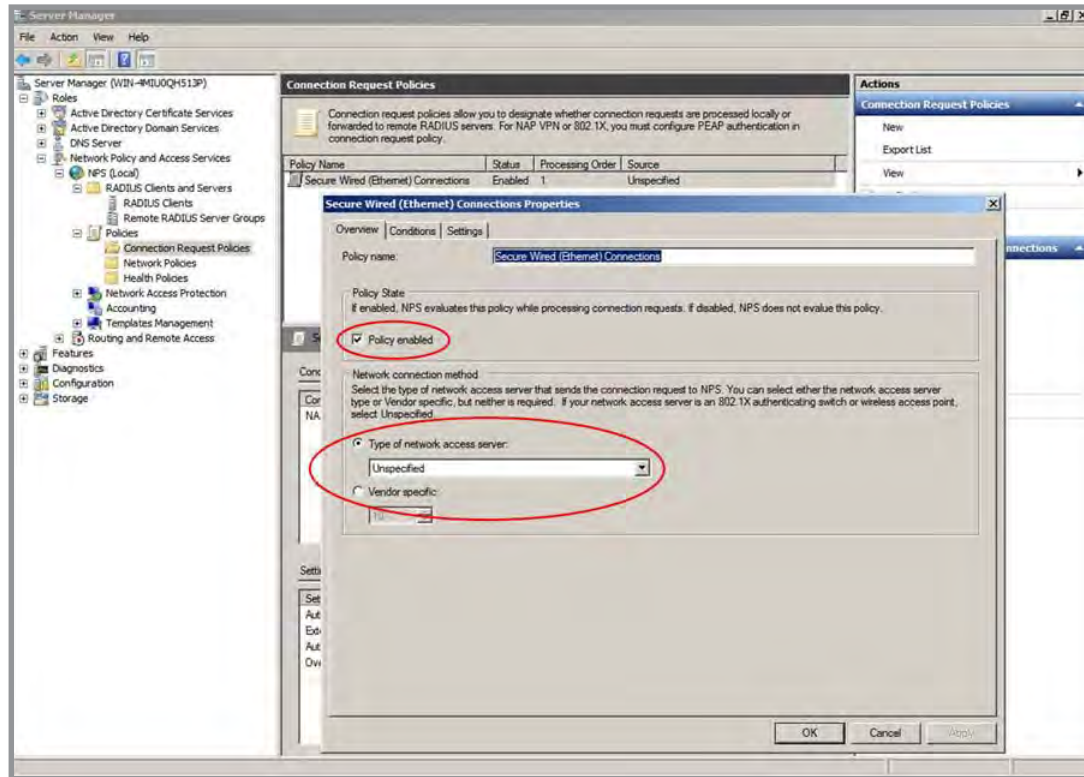 Server Manager
File Action View Help
Server Manager (WIN-4MIU0QH513P)
Roles
Active Directory Certificate Services
Active Directory Domain Services
DNS Server
Network Policy and Access Services
NPS (Local)
RADIUS Clients and Servers
RADIUS Clients
Remote RADIUS Server Groups
Policies
Connection Request Policies
Network Policies
Health Policies
Network Access Protection
Accounting
Templates Management
Routing and Remote Access
Features
Diagnostics
Configuration
Storage
Connection Request Policies
Connection request policies allow you to designate whether connection requests are processed locally or
forwarded to remote RADIUS servers. For NAP VPN or 802.1X, you must configure PEAP authentication in
connection request policy.
Policy Name Status Processing Order Source
Secure Wired (Ethernet) Connections Enabled 1 Unspecified
Actions
Connection Request Policies
New
Export List
View
nnections
Secure Wired (Ethernet) Connections Properties
Overview Conditions Settings
Policy name: Secure Wired (Ethernet) Connections
Policy State
If enabled, NPS evaluates this policy while processing connection requests. If disabled, NPS does not evaluate this policy.
Policy enabled
Network connection method
Select the type of network access server that sends the connection request to NPS. You can select either the network access server
type or Vendor specific, but neither is required. If your network access server is an 802.1X authenticating switch or wireless access point,
select Unspecified.
Type of network access server:
Unspecified
Vendor specific:
10
OK Cancel Apply
S
Cond
Con
NA
Setti
Set
Aut
Exte
Aut
Ove